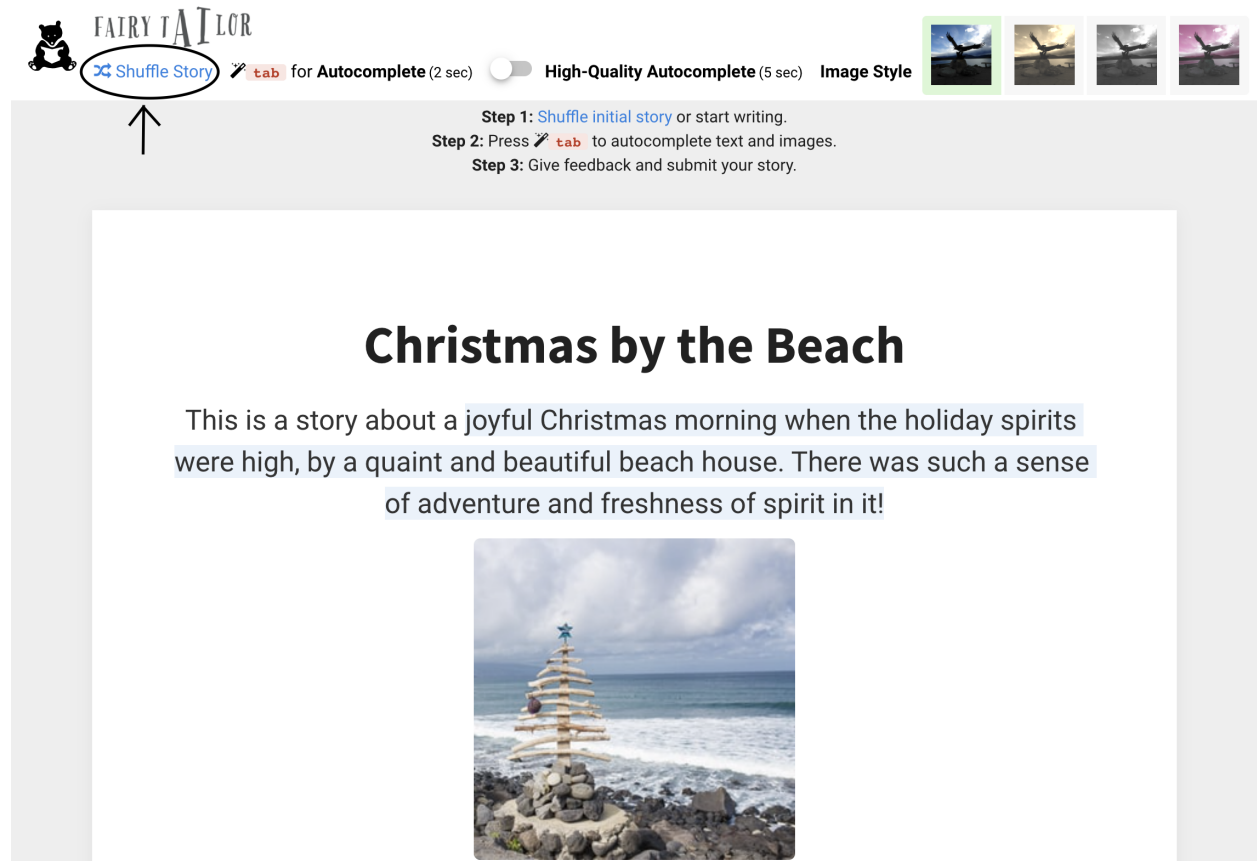 FAIRY TAILOR
Shuffle Story tab for Autocomplete (2 sec) High-Quality Autocomplete (5 sec) Image Style
Step 1: Shuffle initial story or start writing.
Step 2: Press tab to autocomplete text and images.
Step 3: Give feedback and submit your story.
Christmas by the Beach
This is a story about a joyful Christmas morning when the holiday spirits
were high, by a quaint and beautiful beach house. There was such a sense
of adventure and freshness of spirit in it!